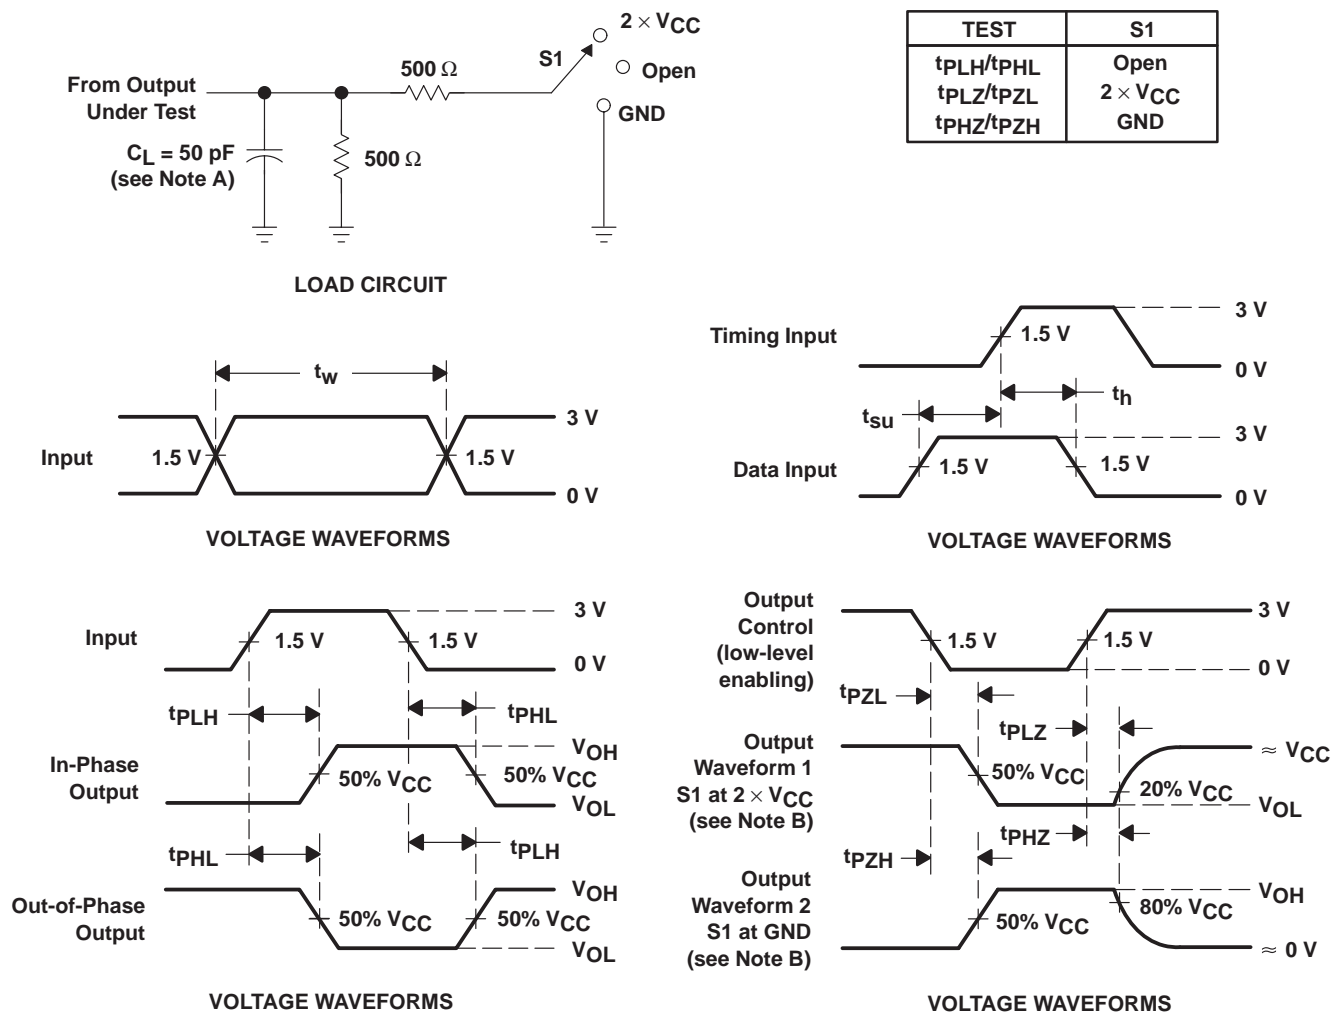 2 × VCC
S1
Open
GND
500 Ω
From Output
Under Test
CL = 50 pF
(see Note A)
500 Ω
LOAD CIRCUIT
TEST S1
tPLH/tPHL Open
tPLZ/tPZL 2 × VCC
tPHZ/tPZH GND
tw
Input
1.5 V
1.5 V
3 V
0 V
VOLTAGE WAVEFORMS
Timing Input
1.5 V
3 V
0 V
tsu
th
Data Input
1.5 V
1.5 V
3 V
0 V
VOLTAGE WAVEFORMS
Input
1.5 V
1.5 V
3 V
0 V
tPLH
tPHL
In-Phase
Output
50% VCC
50% VCC
VOH
VOL
tPHL
tPLH
Out-of-Phase
Output
50% VCC
50% VCC
VOH
VOL
VOLTAGE WAVEFORMS
Output
Control
(low-level
enabling)
1.5 V
1.5 V
3 V
0 V
tPZL
tPLZ
Output
Waveform 1
S1 at 2 × VCC
(see Note B)
50% VCC
20% VCC
≈ VCC
VOL
tPZH
tPHZ
Output
Waveform 2
S1 at GND
(see Note B)
50% VCC
80% VCC
VOH
≈ 0 V
VOLTAGE WAVEFORMS